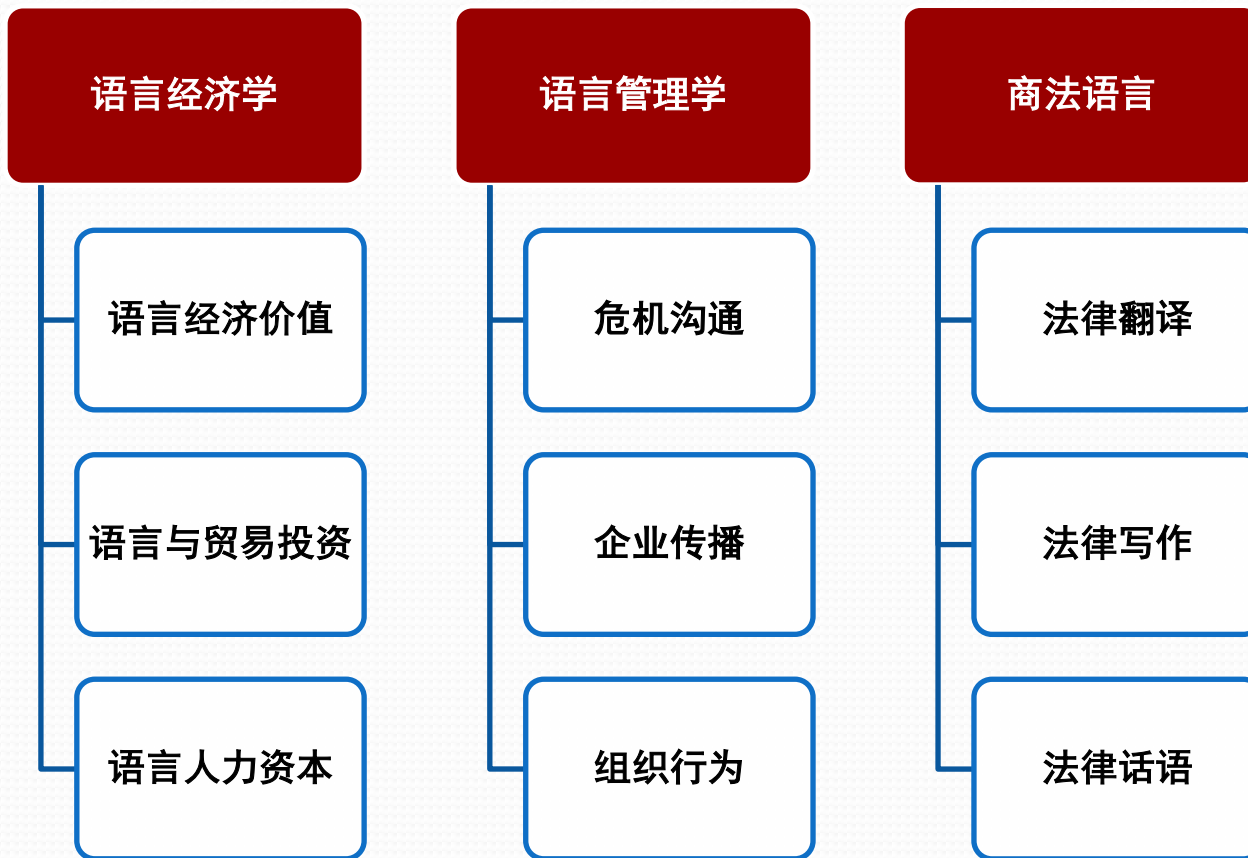 语言经济学
语言经济价值
语言与贸易投资
语言人力资本
语言管理学
危机沟通
企业传播
组织行为
商法语言
法律翻译
法律写作
法律话语